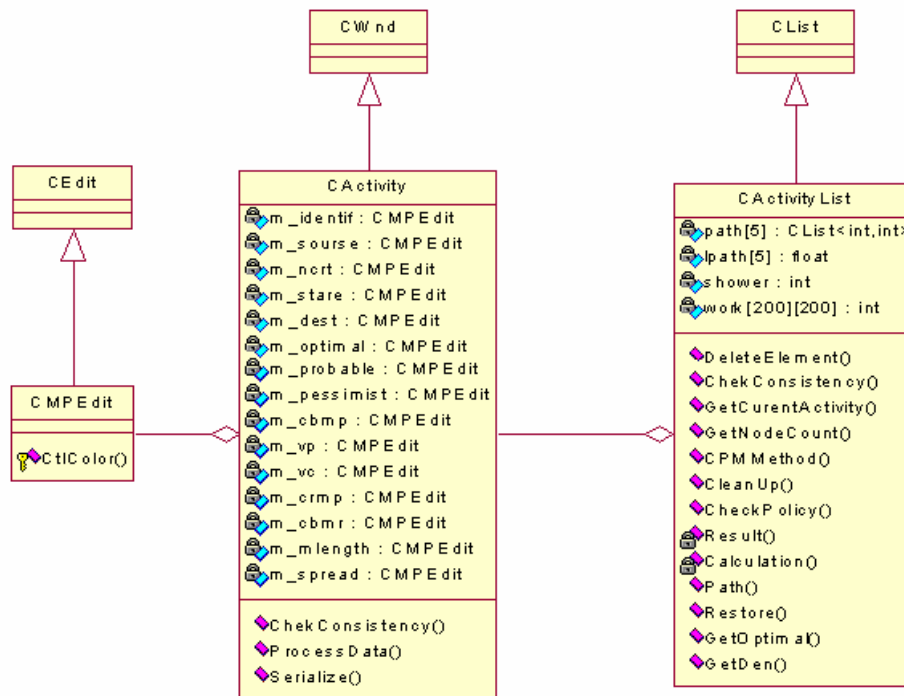 CWnd
CList
CEdit
CMPEdit
CtlColor()
CActivity
m_identif : CMPEdit
m_sourse : CMPEdit
m_ncrt : CMPEdit
m_stare : CMPEdit
m_dest : CMPEdit
m_optimal : CMPEdit
m_probable : CMPEdit
m_pessimist : CMPEdit
m_cbmp : CMPEdit
m_vp : CMPEdit
m_vc : CMPEdit
m_crmp : CMPEdit
m_cbmr : CMPEdit
m_mlength : CMPEdit
m_spread : CMPEdit
ChekConsistency()
ProcessData()
Serialize()
CActivityList
path[5] : CList<int,int>
lpath[5] : float
shower : int
work[200][200] : int
DeleteElement()
ChekConsistency()
GetCurentActivity()
GetNodeCount()
CPMMethod()
CleanUp()
CheckPolicy()
Result()
Calculation()
Path()
Restore()
GetOptimal()
GetDen()